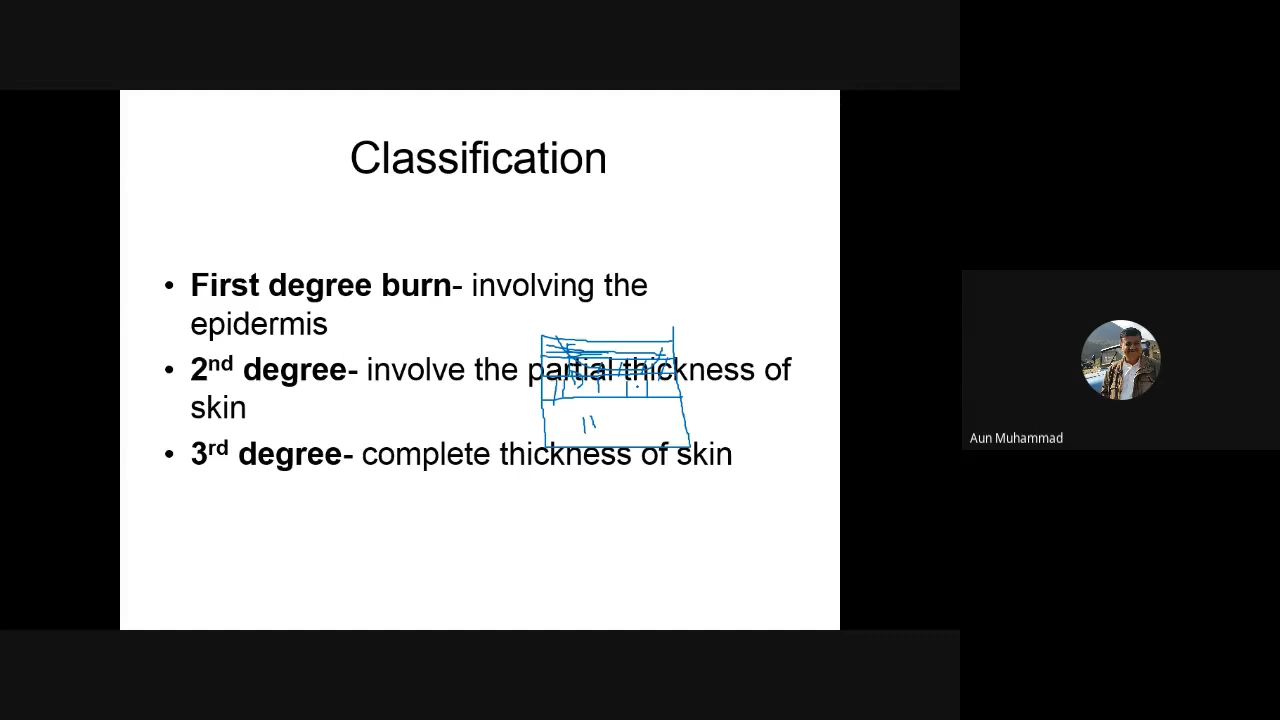 Classification
• First degree burn- involving the
epidermis
• 2nd degree- involve the partial thickness of
skin
• 3rd degree- complete thickness of skin
Aun Muhammad